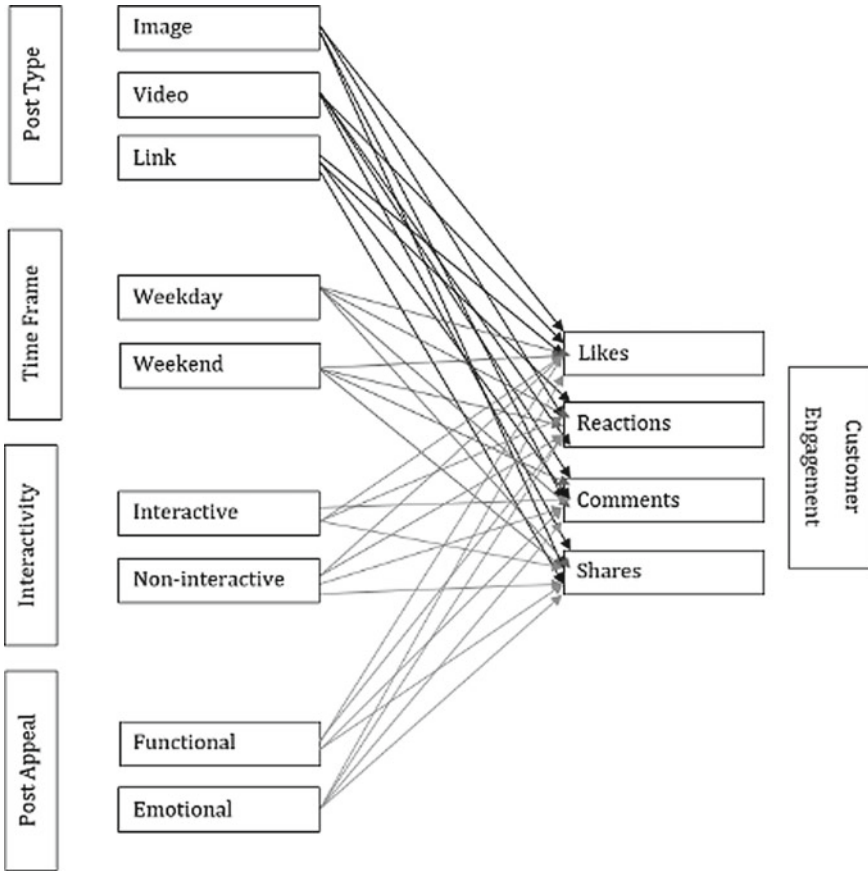 Post Type
Image
Video
Link
Time Frame
Weekday
Weekend
Interactivity
Interactive
Non-interactive
Post Appeal
Functional
Emotional
Likes
Reactions
Comments
Shares
Customer
Engagement